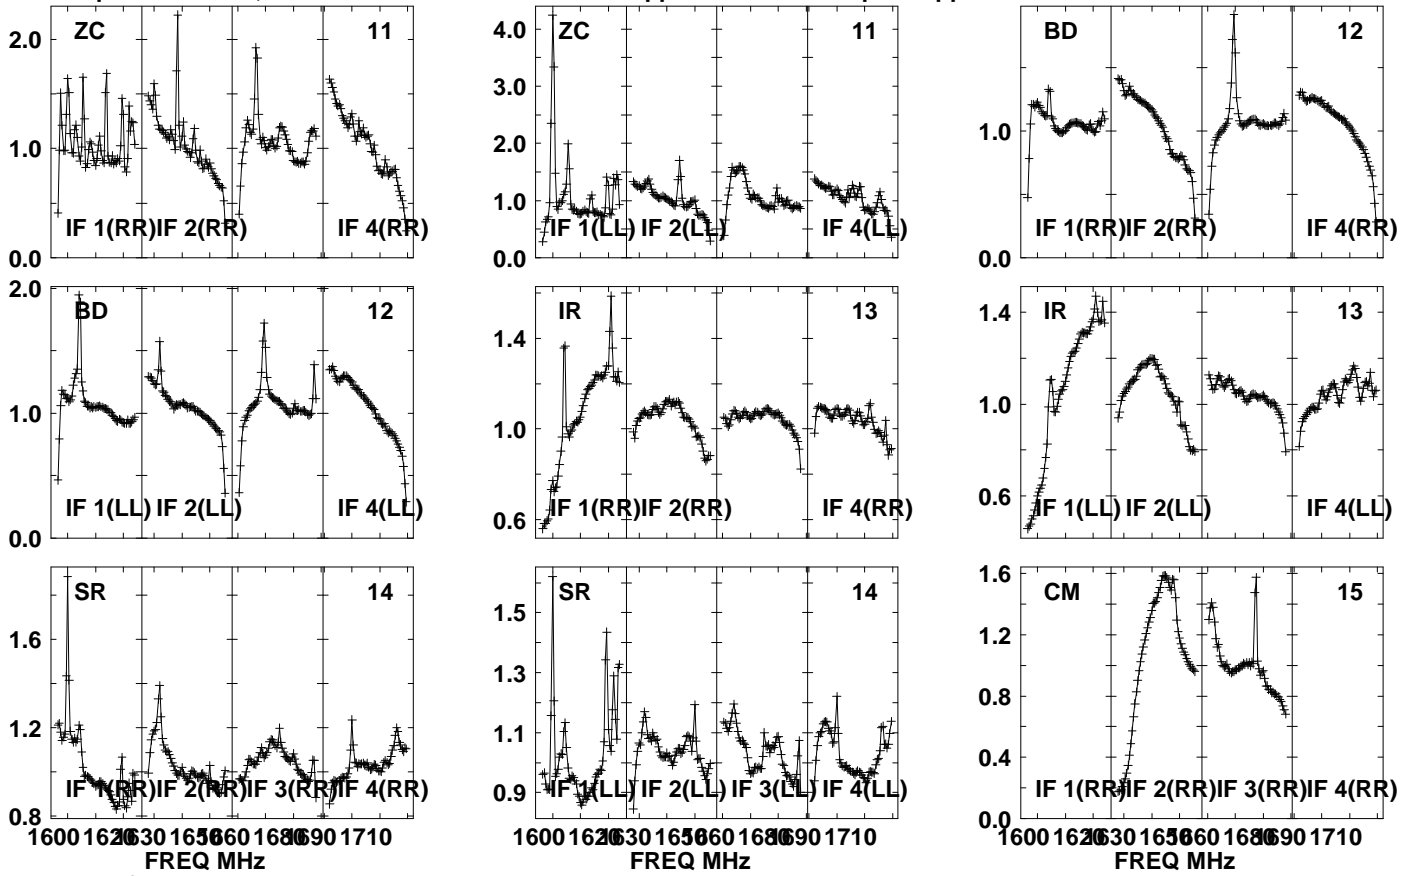 ZC 11 ZC 11 BD 12
2.0 4.0
3.0
1.0 2.0 1.0
1.0
IF 1(RR) IF 2(RR) IF 4(RR) IF 1(LL) IF 2(LL) IF 4(LL) IF 1(RR) IF 2(RR) IF 4(RR)
0.0 0.0 0.0
2.0
BD 12 IR 13 IR 13
1.4 1.4
1.0 1.0 1.0
0.6 0.6
IF 1(LL) IF 2(LL) IF 4(LL) IF 1(RR) IF 2(RR) IF 4(RR) IF 1(LL) IF 2(LL) IF 4(LL)
0.0
SR 14 SR 14 CM 15
1.6
1.6 1.5 1.2
1.3 0.8
1.2 1.1 0.4
IF 1(RR) IF 2(RR) IF 3(RR) IF 4(RR) IF 1(LL) IF 2(LL) IF 3(LL) IF 4(LL) IF 1(RR) IF 2(RR) IF 3(RR) IF 4(RR)
0.8 0.9 0.0
1600 1620 1630 1650 1660 1680 1690 1710 1600 1620 1630 1650 1660 1680 1690 1710 1600 1620 1630 1650 1660 1680 1690 1710
FREQ MHz FREQ MHz FREQ MHz